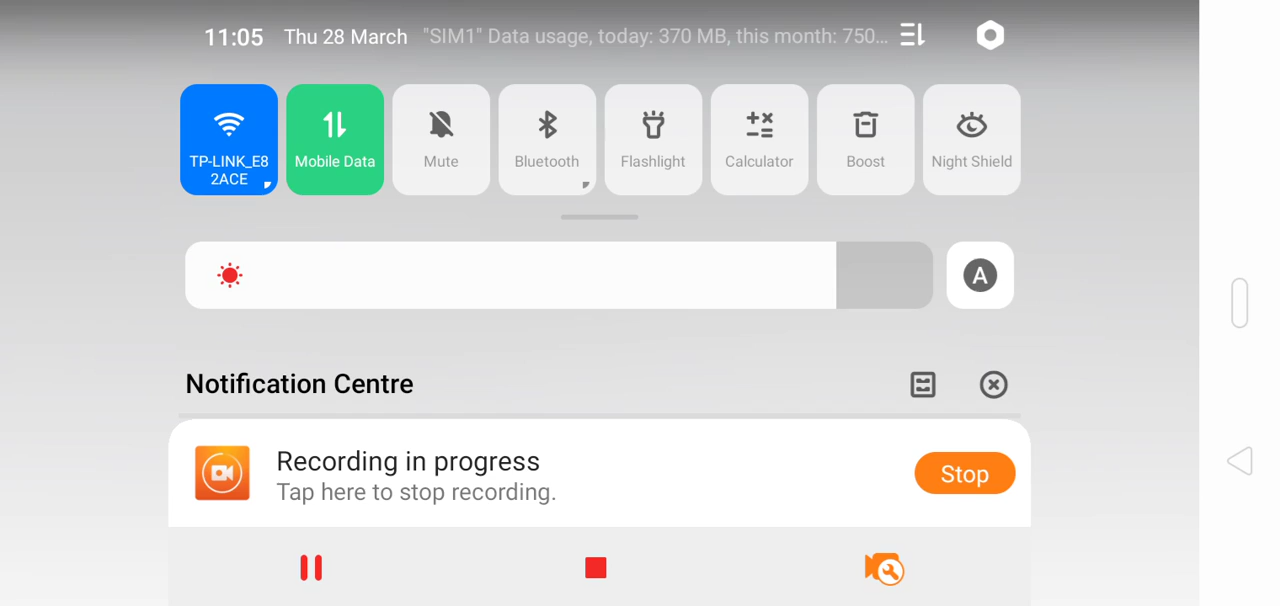 11:05 Thu 28 March "SIM1" Data usage, today: 370 MB, this month: 750...
TP-LINK_E8
2ACE
Mobile Data
Mute
Bluetooth
Flashlight
Calculator
Boost
Night Shield
A
Notification Centre
Recording in progress
Tap here to stop recording.
Stop